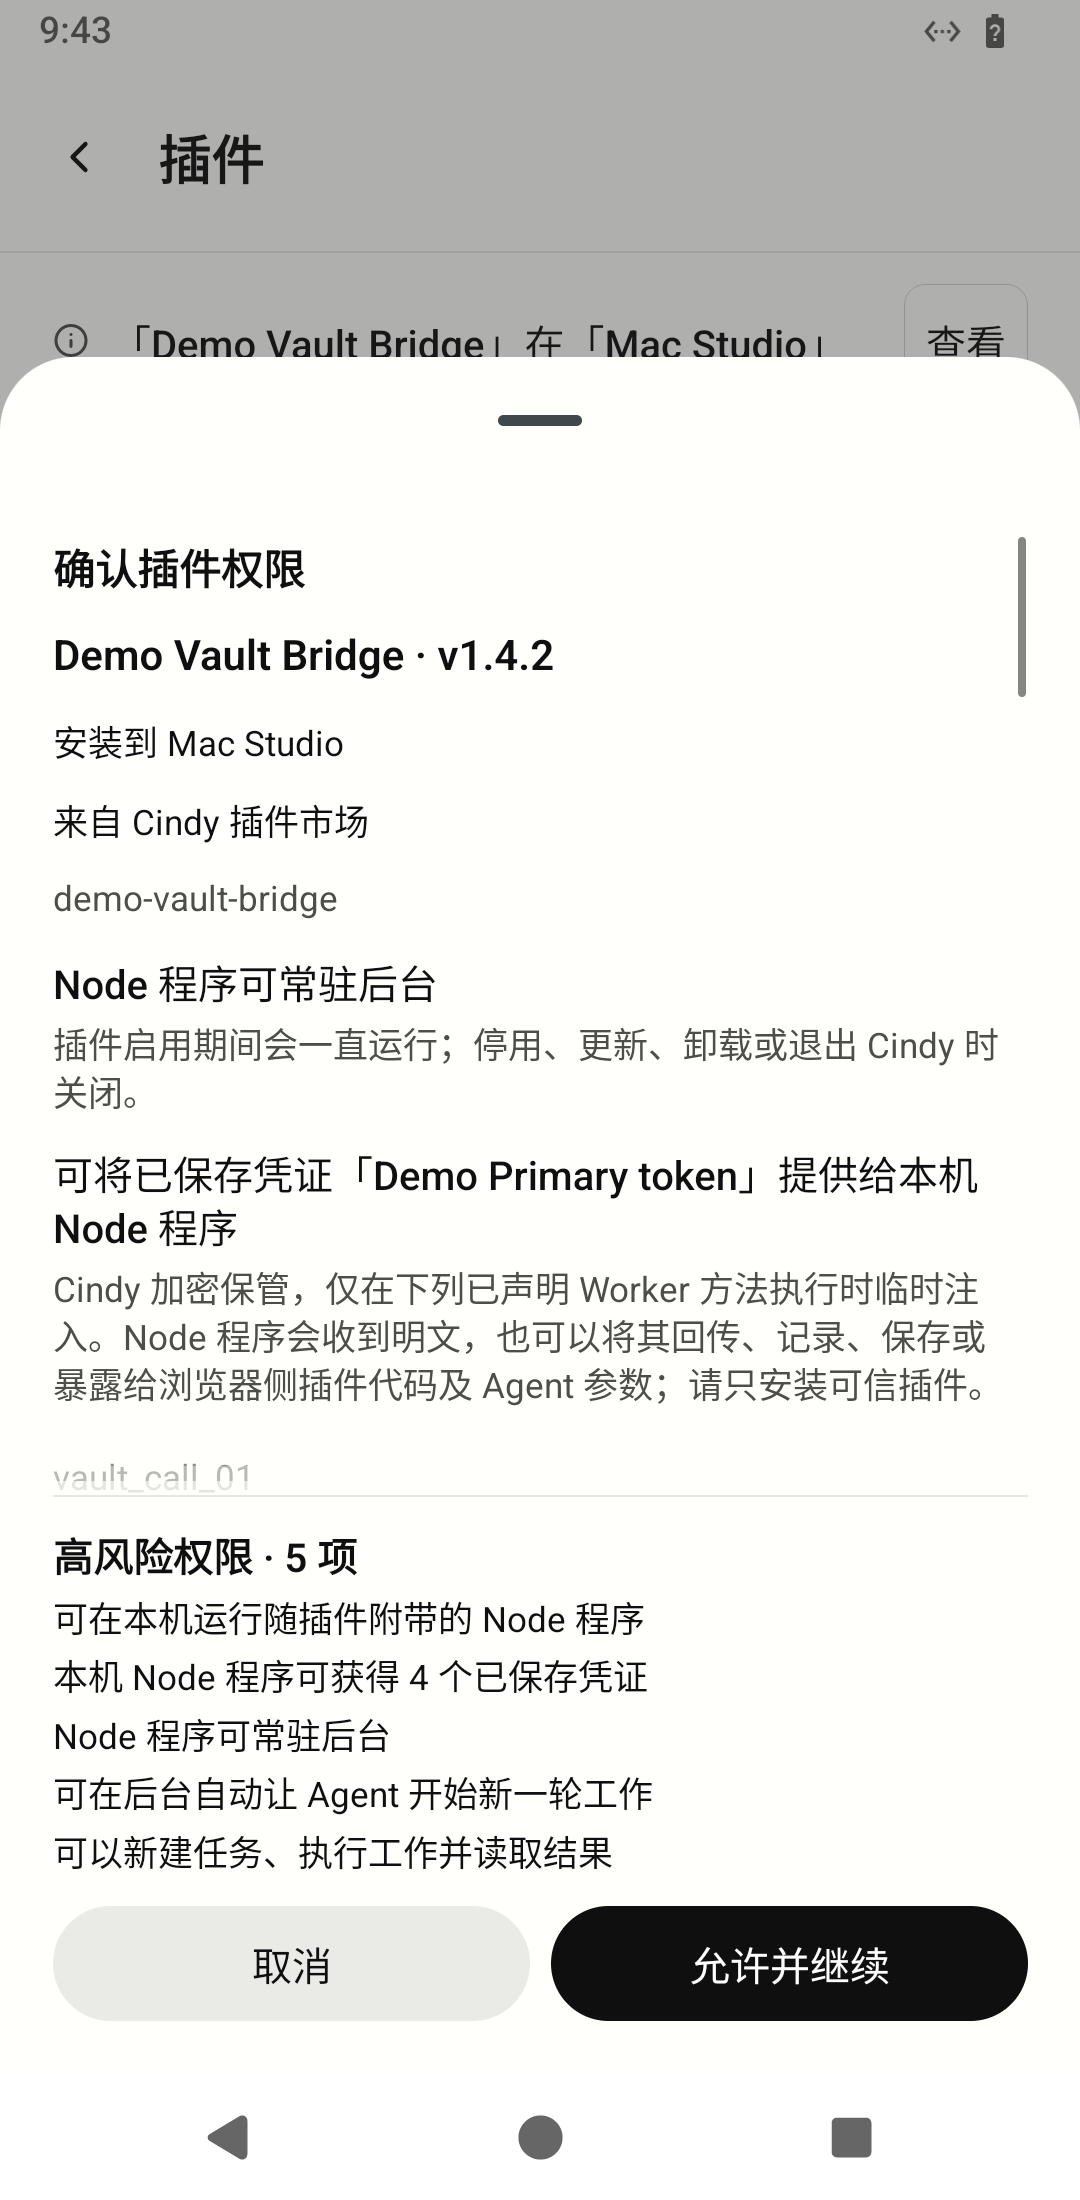 9:43
插件
「Demo Vault Bridge」在「Mac Studio」
查看
确认插件权限
Demo Vault Bridge · v1.4.2
安装到 Mac Studio
来自 Cindy 插件市场
demo-vault-bridge
Node 程序可常驻后台
插件启用期间会一直运行；停用、更新、卸载或退出 Cindy 时
关闭。
可将已保存凭证「Demo Primary token」提供给本机
Node 程序
Cindy 加密保管，仅在下列已声明 Worker 方法执行时临时注
入。Node 程序会收到明文，也可以将其回传、记录、保存或
暴露给浏览器侧插件代码及 Agent 参数；请只安装可信插件。
vault_call_01
高风险权限 · 5 项
可在本机运行随插件附带的 Node 程序
本机 Node 程序可获得 4 个已保存凭证
Node 程序可常驻后台
可在后台自动让 Agent 开始新一轮工作
可以新建任务、执行工作并读取结果
取消
允许并继续